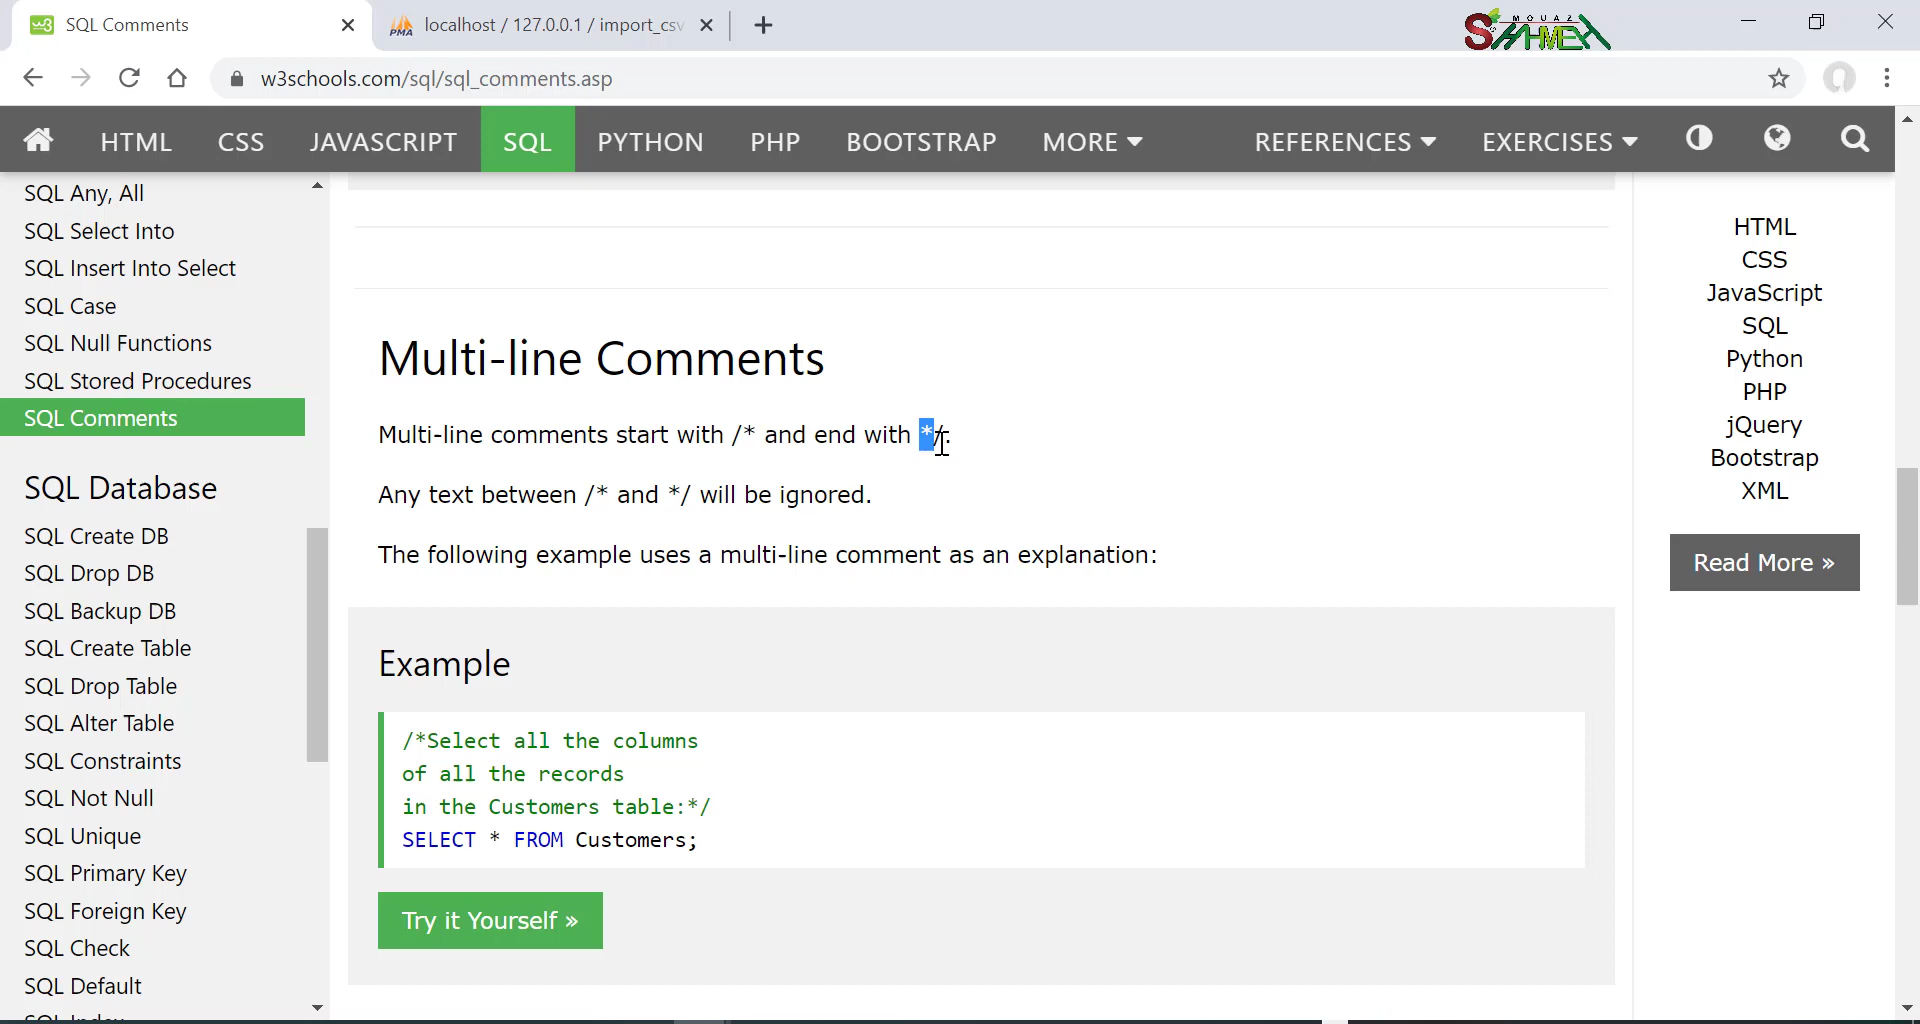 SQL Comments
localhost / 127.0.0.1 / import_csv
MOUAZ
SHAHMEH
w3schools.com/sql/sql_comments.asp
HTML CSS JAVASCRIPT SQL PYTHON PHP BOOTSTRAP MORE REFERENCES EXERCISES
SQL Any, All
SQL Select Into
SQL Insert Into Select
SQL Case
SQL Null Functions
SQL Stored Procedures
SQL Comments
SQL Database
SQL Create DB
SQL Drop DB
SQL Backup DB
SQL Create Table
SQL Drop Table
SQL Alter Table
SQL Constraints
SQL Not Null
SQL Unique
SQL Primary Key
SQL Foreign Key
SQL Check
SQL Default
Multi-line Comments
Multi-line comments start with /* and end with */.
Any text between /* and */ will be ignored.
The following example uses a multi-line comment as an explanation:
Example
/*Select all the columns
of all the records
in the Customers table:*/
SELECT * FROM Customers;
Try it Yourself »
HTML
CSS
JavaScript
SQL
Python
PHP
jQuery
Bootstrap
XML
Read More »